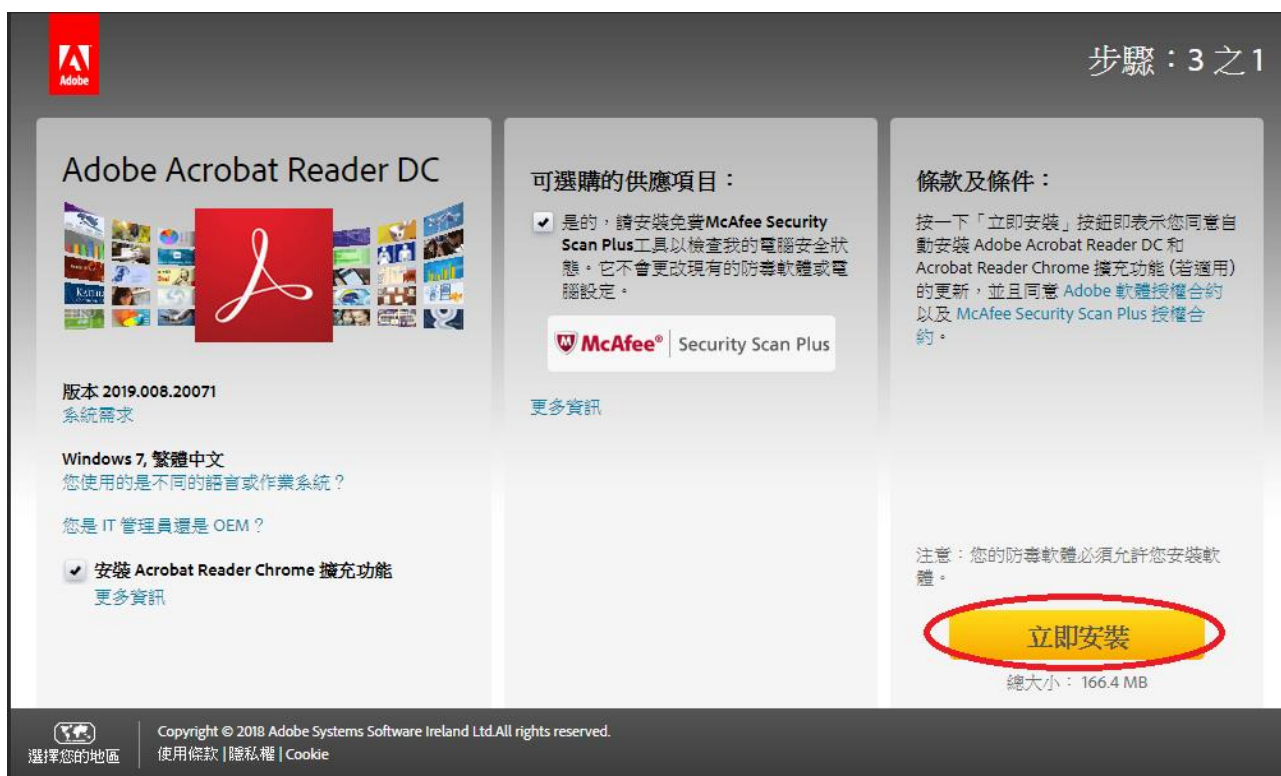 Adobe
步驟：3 之 1
Adobe Acrobat Reader DC
版本 2019.008.20071
系統需求
Windows 7, 繁體中文
您使用的是不同的語言或作業系統？
您是 IT 管理員還是 OEM？
安裝 Acrobat Reader Chrome 擴充功能
更多資訊
可選購的供應項目：
是的，請安裝免費McAfee Security
Scan Plus工具以檢查我的電腦安全狀
態。它不會更改現有的防毒軟體或電
腦設定。
McAfee® Security Scan Plus
更多資訊
條款及條件：
按一下「立即安裝」按鈕即表示您同意自
動安裝 Adobe Acrobat Reader DC 和
Acrobat Reader Chrome 擴充功能 (若適用)
的更新，並且同意 Adobe 軟體授權合約
以及 McAfee Security Scan Plus 授權合
約。
注意：您的防毒軟體必須允許您安裝軟
體。
立即安裝
總大小： 166.4 MB
選擇您的地區
Copyright © 2018 Adobe Systems Software Ireland Ltd.All rights reserved.
使用條款 | 隱私權 | Cookie